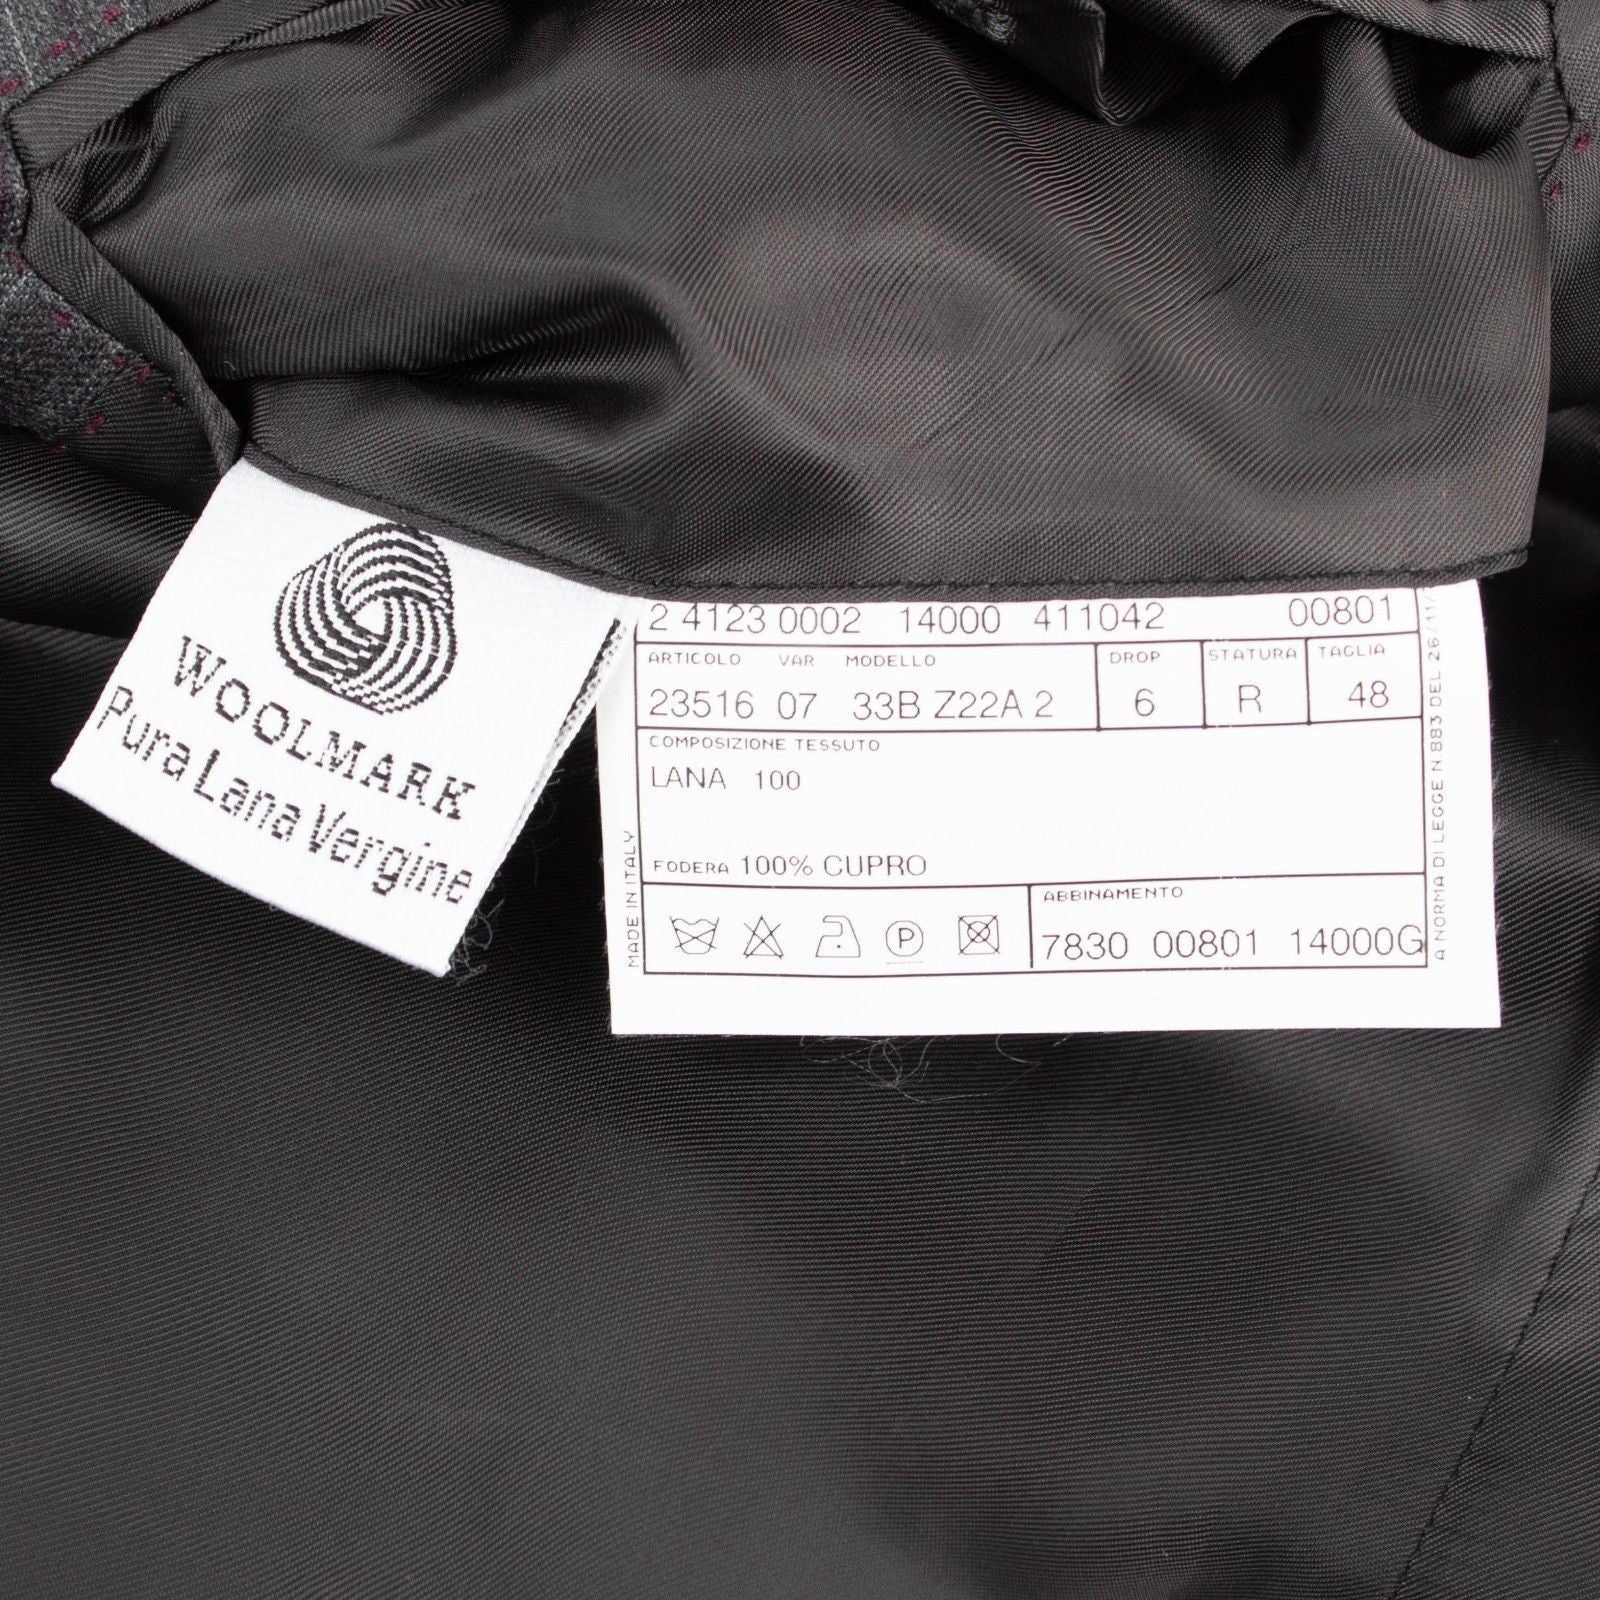 WOOLMARK
Pura Lana Vergine
2 4123 0002 14000 411042 00801
ARTICOLO VAR MODELLO DROP STATURA TAGLIA
23516 07 33B Z22A 2 6 R 48
COMPOSIZIONE TESSUTO
LANA 100
FODERA 100% CUPRO
ABBINAMENTO
P
7830 00801 14000G
MADE IN ITALY
A NORMA DI LEGGE N 883 DEL 26/11/